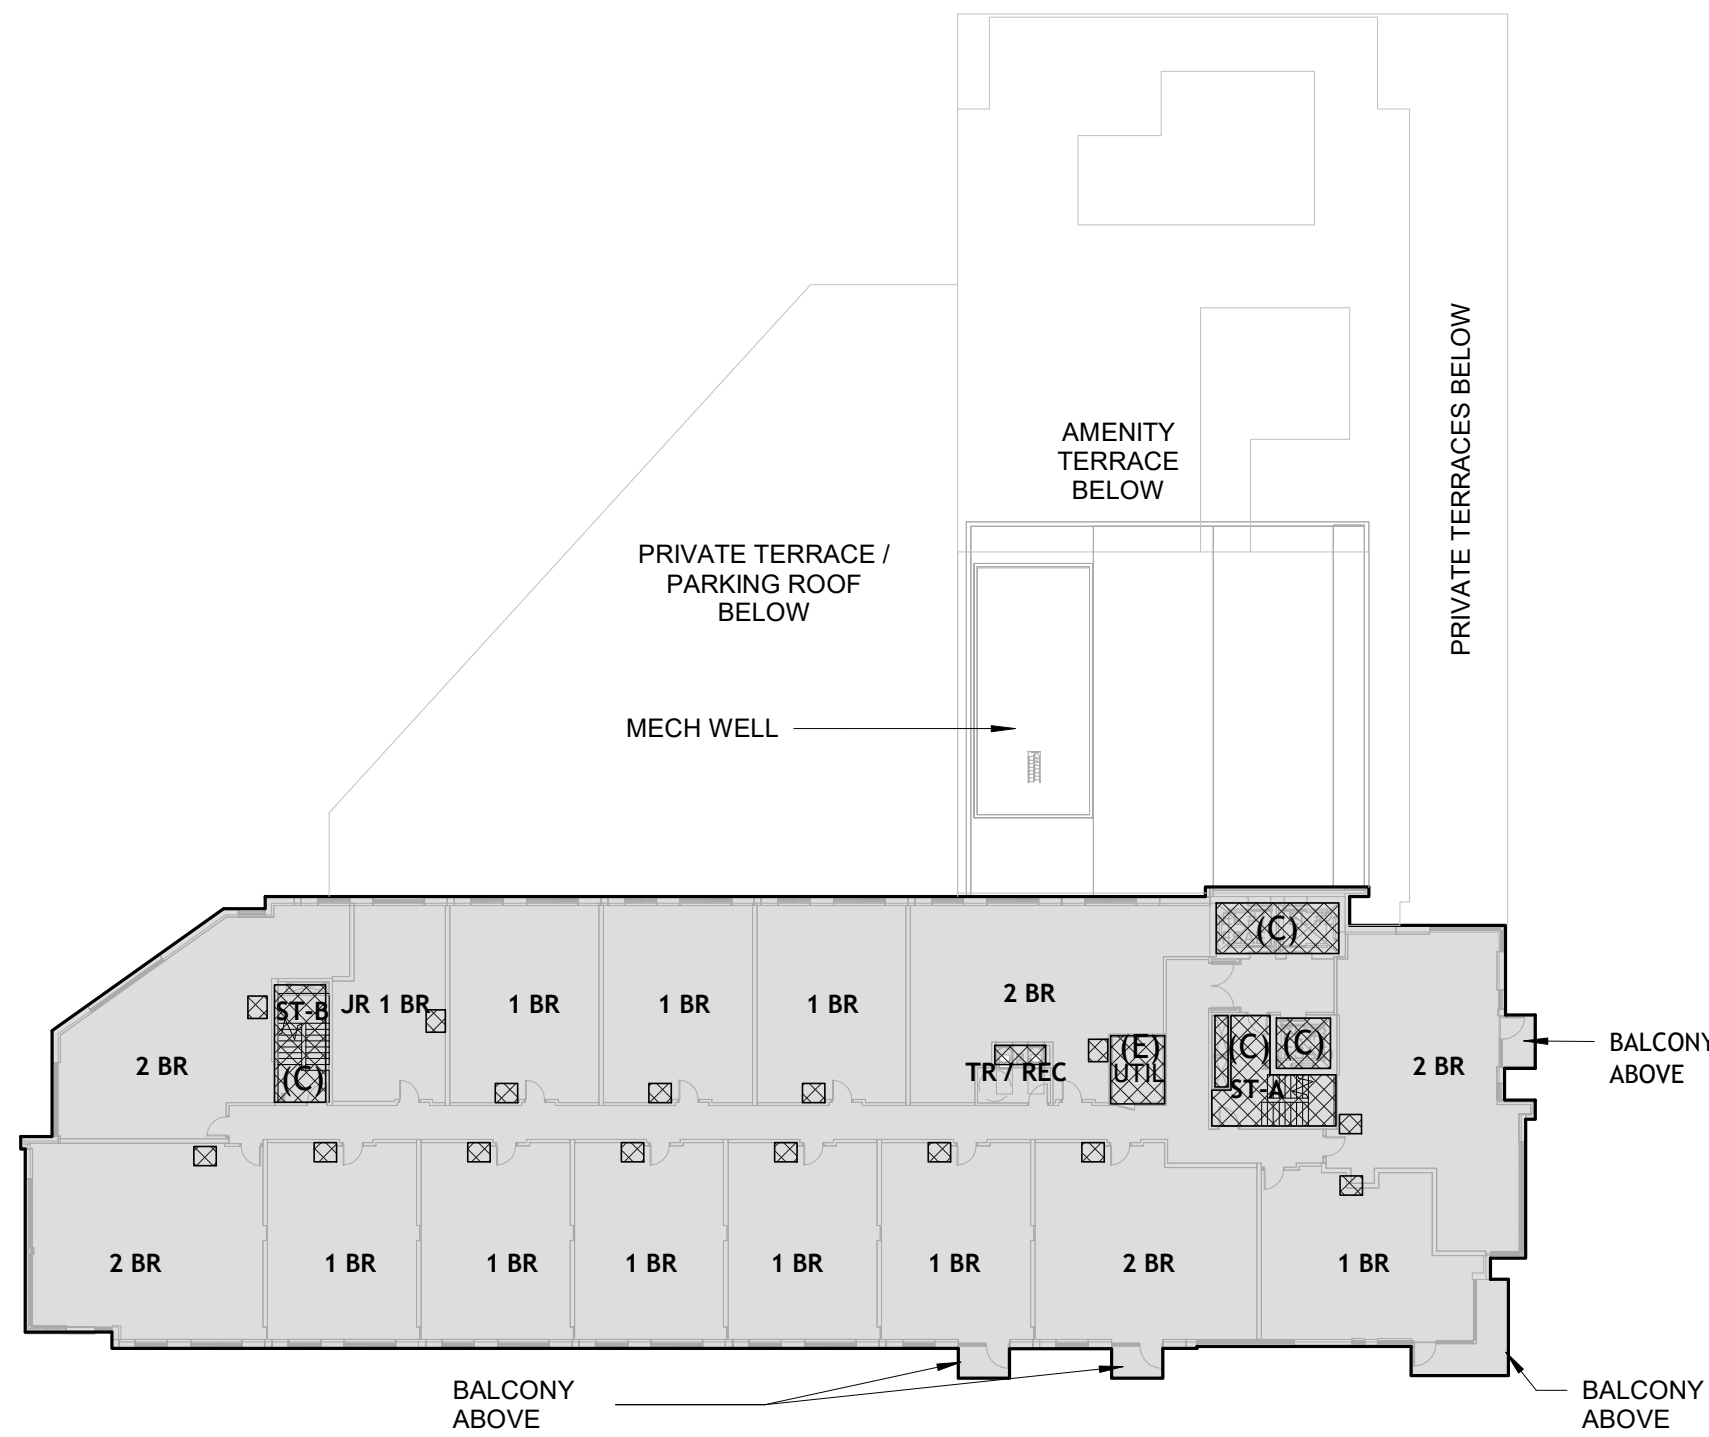 PRIVATE TERRACES BELOW
AMENITY
TERRACE
BELOW
PRIVATE TERRACE /
PARKING ROOF
BELOW
MECH WELL
(C)
2 BR
ST-B
JR 1 BR
1 BR
1 BR
1 BR
(E)
(C)
(C)
BALCONY
ABOVE
2 BR
(C)
TR / REC
UTIL
ST-A
2 BR
2 BR
1 BR
1 BR
1 BR
1 BR
1 BR
2 BR
1 BR
BALCONY
ABOVE
BALCONY
ABOVE